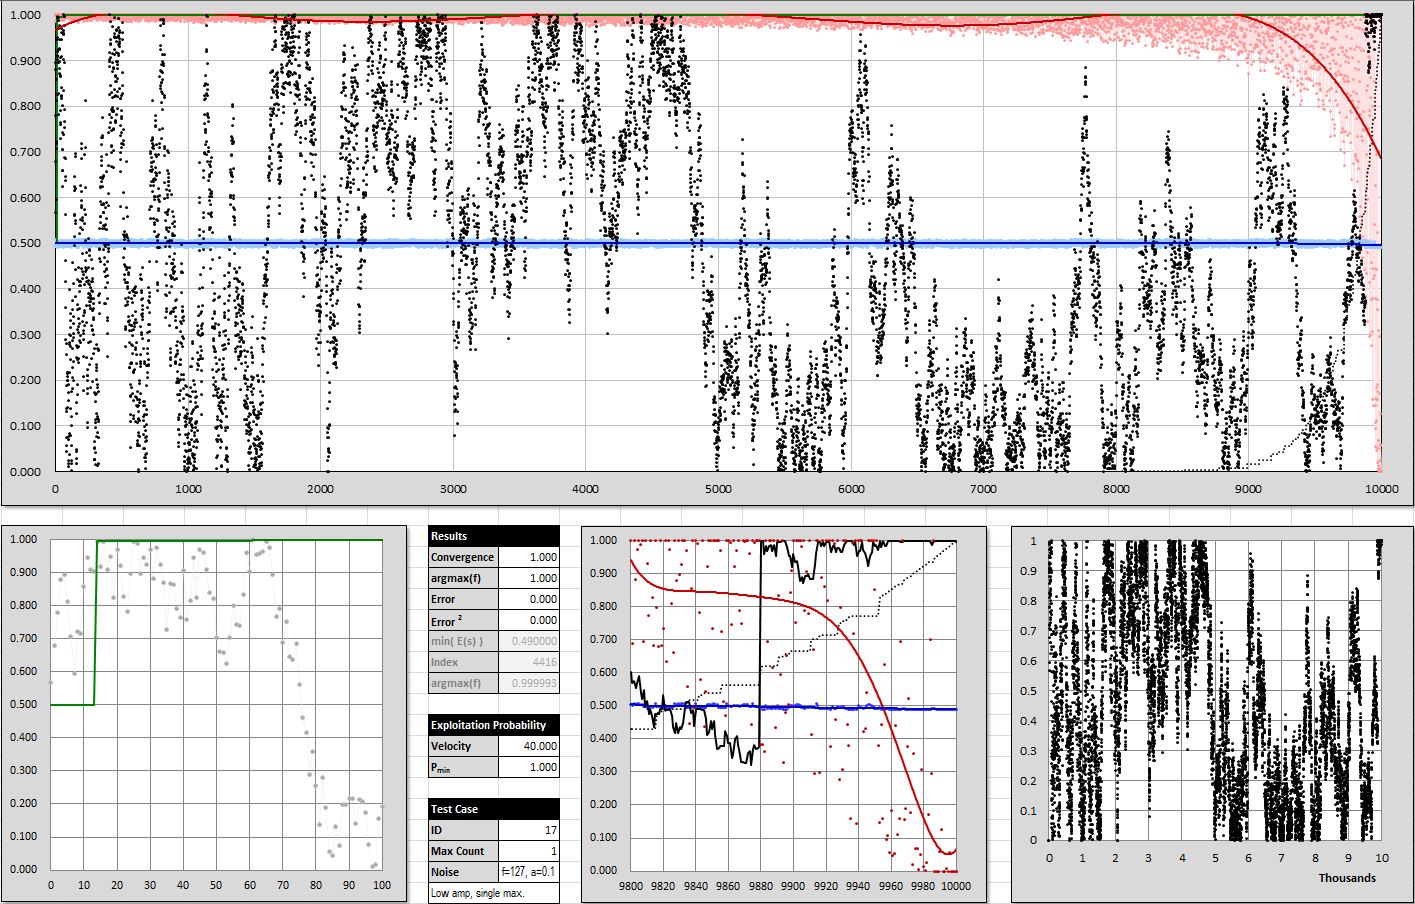 1.000
0.900
0.800
0.700
0.600
0.500
0.400
0.300
0.200
0.100
0.000
0 1000 2000 3000 4000 5000 6000 7000 8000 9000 10000
1.000
0.900
0.800
0.700
0.600
0.500
0.400
0.300
0.200
0.100
0.000
0 10 20 30 40 50 60 70 80 90 100
Results
Convergence 1.000
argmax(f) 1.000
Error 0.000
Error ² 0.000
min( E(s) ) 0.490000
Index 4416
argmax(f) 0.999993
Exploitation Probability
Velocity 40.000
Pmin 1.000
Test Case
ID 17
Max Count 1
Noise f=127, a=0.1
Low amp, single max.
1.000
0.900
0.800
0.700
0.600
0.500
0.400
0.300
0.200
0.100
0.000
9800 9820 9840 9860 9880 9900 9920 9940 9960 9980 10000
1
0.9
0.8
0.7
0.6
0.5
0.4
0.3
0.2
0.1
0
0 1 2 3 4 5 6 7 8 9 10
Thousands